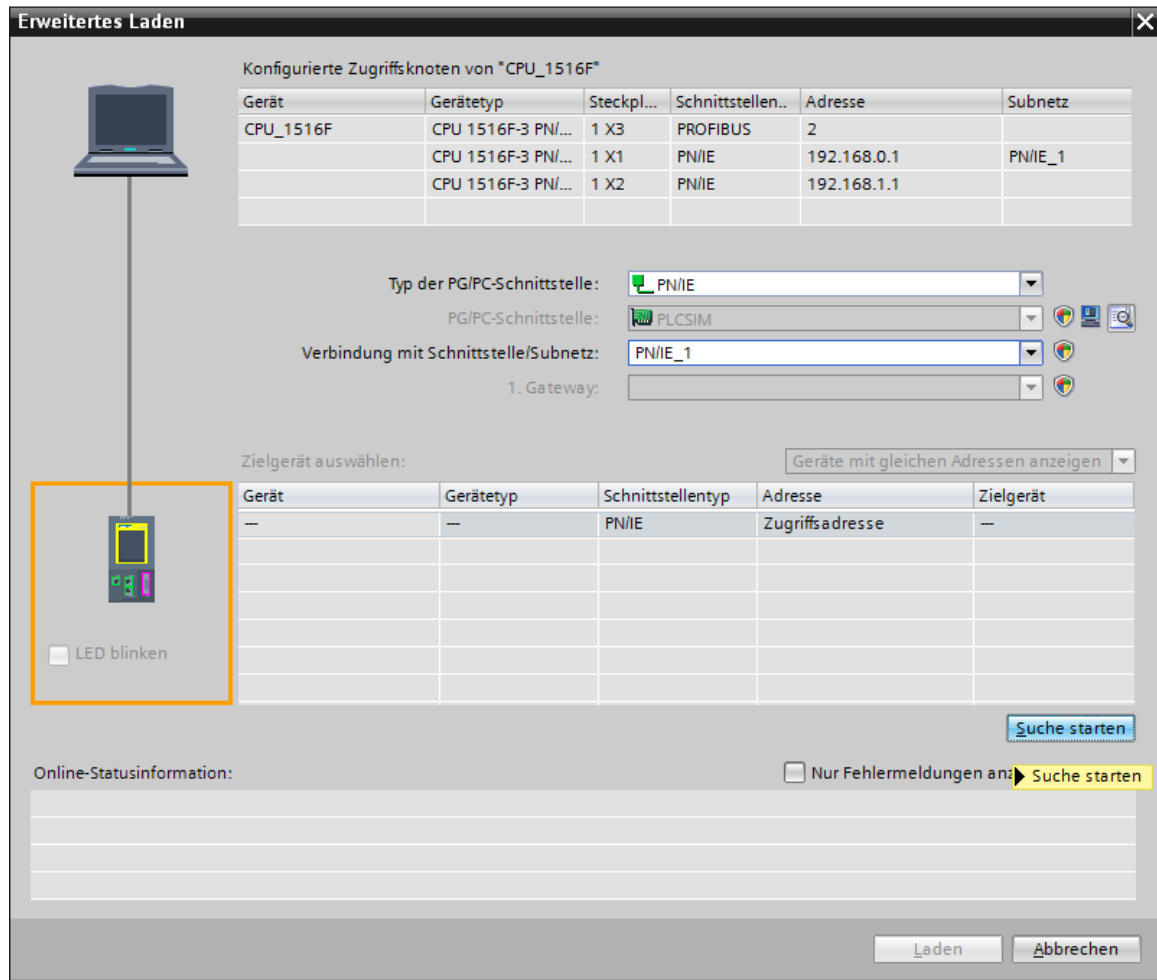 Erweitertes Laden
Konfigurierte Zugriffsknoten von "CPU_1516F"
Gerät Gerätetyp Steckpl... Schnittstellen.. Adresse Subnetz
CPU_1516F CPU 1516F-3 PN/... 1 X3 PROFIBUS 2
CPU 1516F-3 PN/... 1 X1 PN/IE 192.168.0.1 PN/IE_1
CPU 1516F-3 PN/... 1 X2 PN/IE 192.168.1.1
Typ der PG/PC-Schnittstelle: PN/IE
PG/PC-Schnittstelle: PLCSIM
Verbindung mit Schnittstelle/Subnetz: PN/IE_1
1. Gateway:
Zielgerät auswählen: Geräte mit gleichen Adressen anzeigen
Gerät Gerätetyp Schnittstellentyp Adresse Zielgerät
— — PN/IE Zugriffsadresse —
LED blinken
Suche starten
Online-Statusinformation: Nur Fehlermeldungen anz
Suche starten
Laden Abbrechen